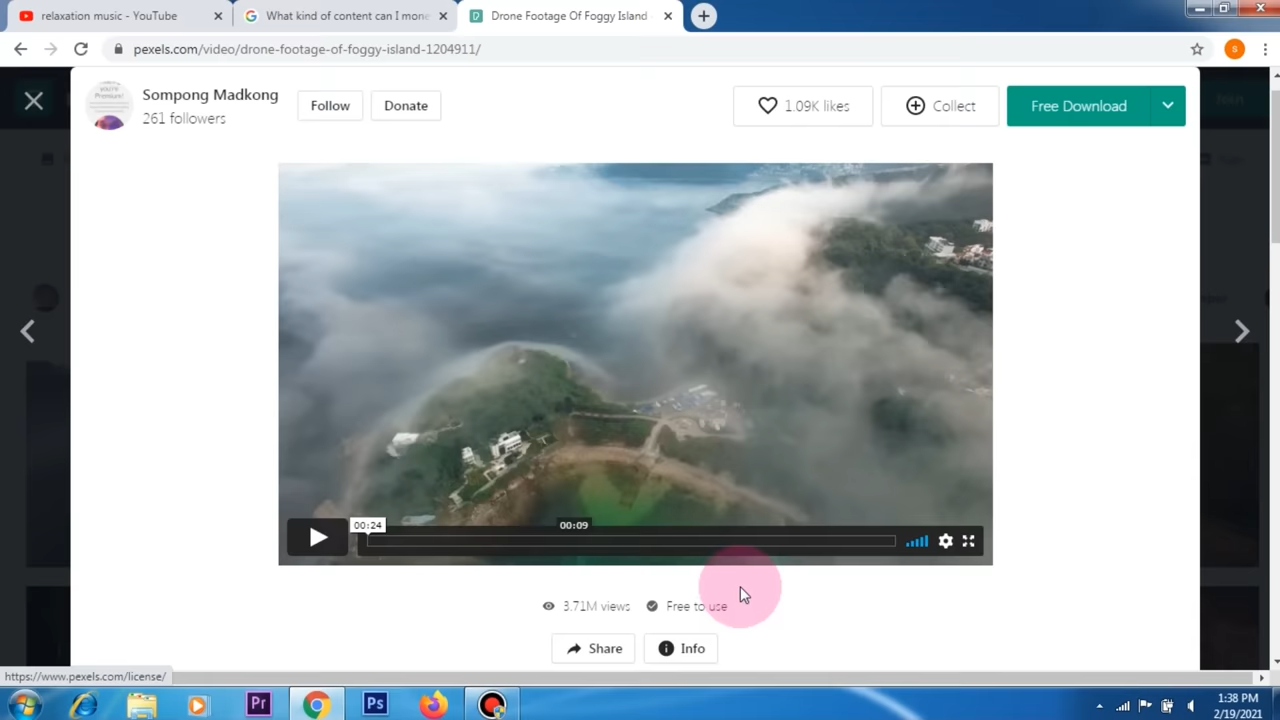 relaxation music - YouTube
What kind of content can I mone
Drone Footage Of Foggy Island
pexels.com/video/drone-footage-of-foggy-island-1204911/
S
Sompong Madkong
261 followers
Follow
Donate
1.09K likes
Collect
Free Download
00:24
00:09
3.71M views
Free to use
Share
Info
https://www.pexels.com/license/
Pr
Ps
1:38 PM
2/19/2021